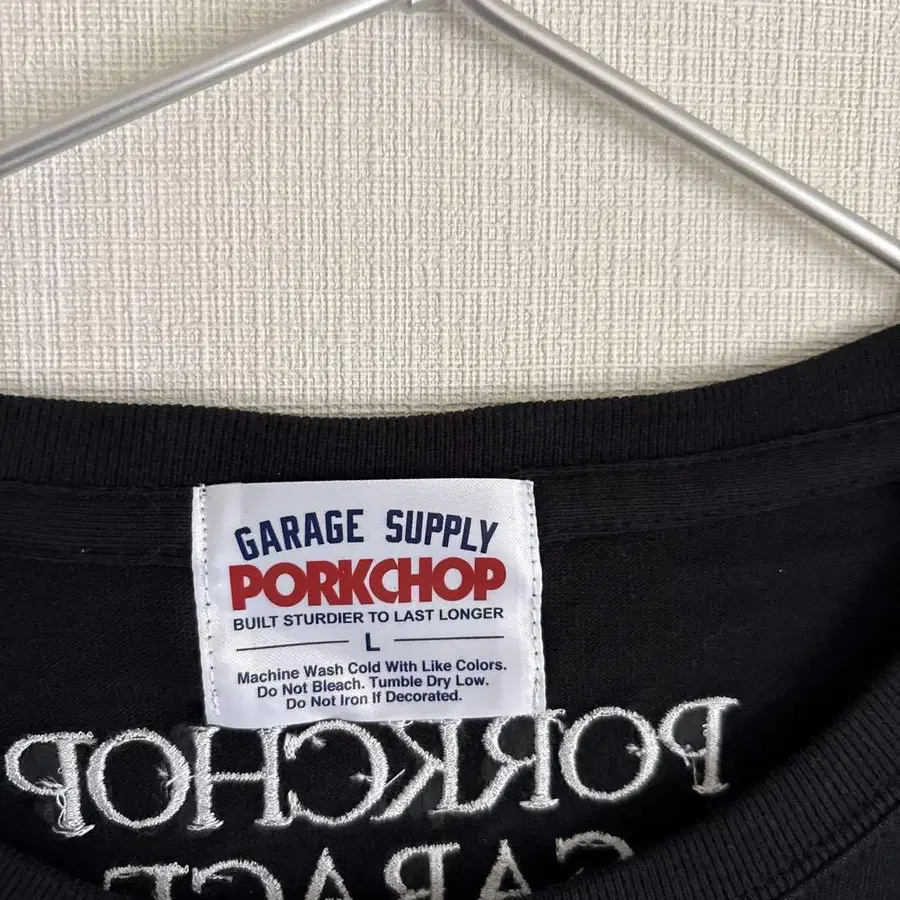 GARAGE SUPPLY
PORKCHOP
BUILT STURDIER TO LAST LONGER
L
Machine Wash Cold With Like Colors.
Do Not Bleach. Tumble Dry Low.
Do Not Iron If Decorated.
PORKCHOP
GARAGE